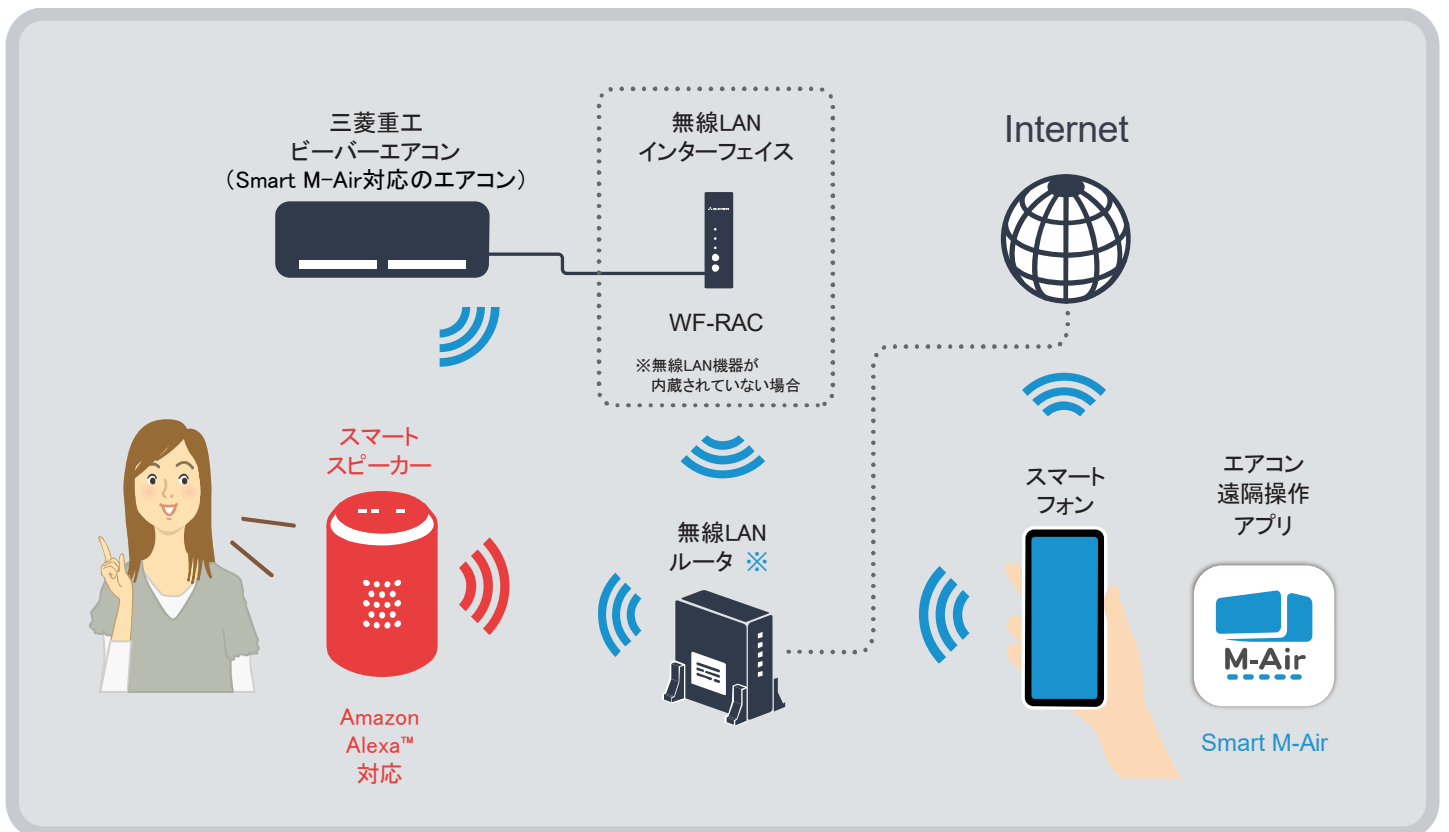 三菱重工
ビーバーエアコン
（Smart M-Air対応のエアコン）
無線LAN
インターフェイス
WF-RAC
※無線LAN機器が
内蔵されていない場合
Internet
スマート
スピーカー
Amazon
Alexa™
対応
無線LAN
ルータ ※
スマート
フォン
エアコン
遠隔操作
アプリ
M-Air
Smart M-Air